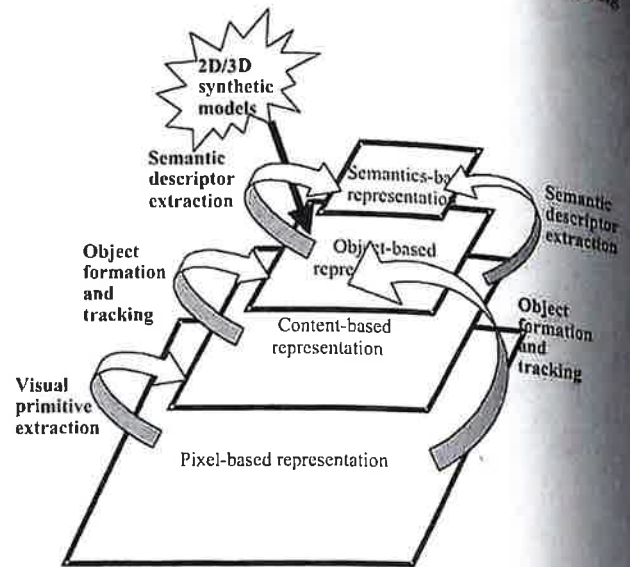 2D/3D
synthetic
models
Semantic
descriptor
extraction
Semantics-ba
representation
Semantic
descriptor
extraction
Object
formation
and
tracking
Object-based
repre
Object
formation
and
tracking
Content-based
representation
Visual
primitive
extraction
Pixel-based representation